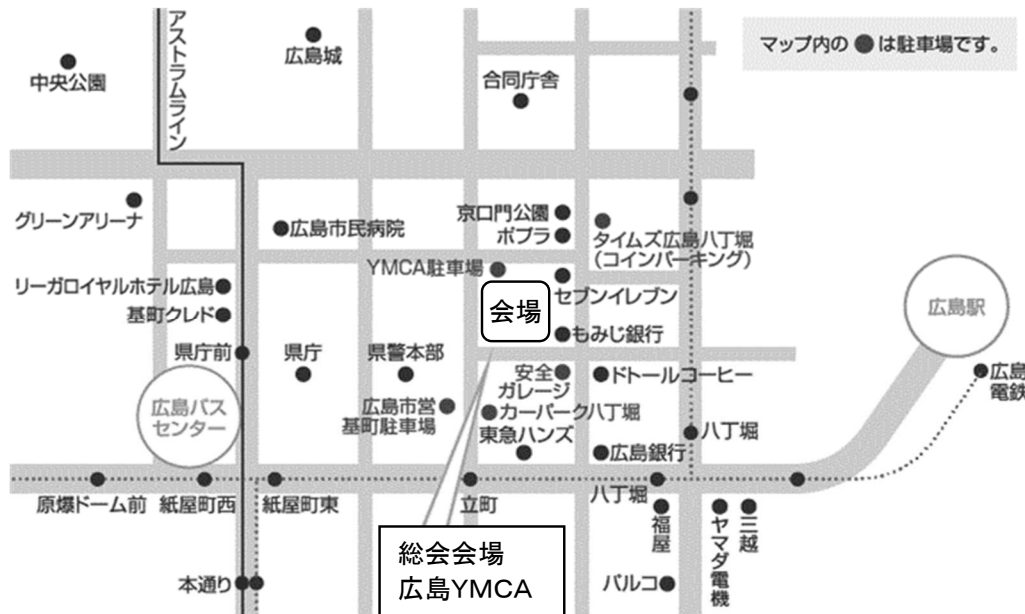 アストラムライン
マップ内の ● は駐車場です。
広島城
中央公園
合同庁舎
グリーンアリーナ
広島市民病院
京口門公園
ポプラ
タイムズ広島八丁堀
(コインパーキング)
YMCA駐車場
リーガロイヤルホテル広島
セブンイレブン
会場
広島駅
基町クレド
もみじ銀行
県庁前
県庁
県警本部
安全
ガレージ
ドトールコーヒー
広島
電鉄
広島バス
センター
広島市営
基町駐車場
カーパーク八丁堀
東急ハンズ
広島銀行
八丁堀
原爆ドーム前
紙屋町西
紙屋町東
立町
八丁堀
福屋
ヤマダ電機
三越
総会会場
広島YMCA
本通り
パルコ